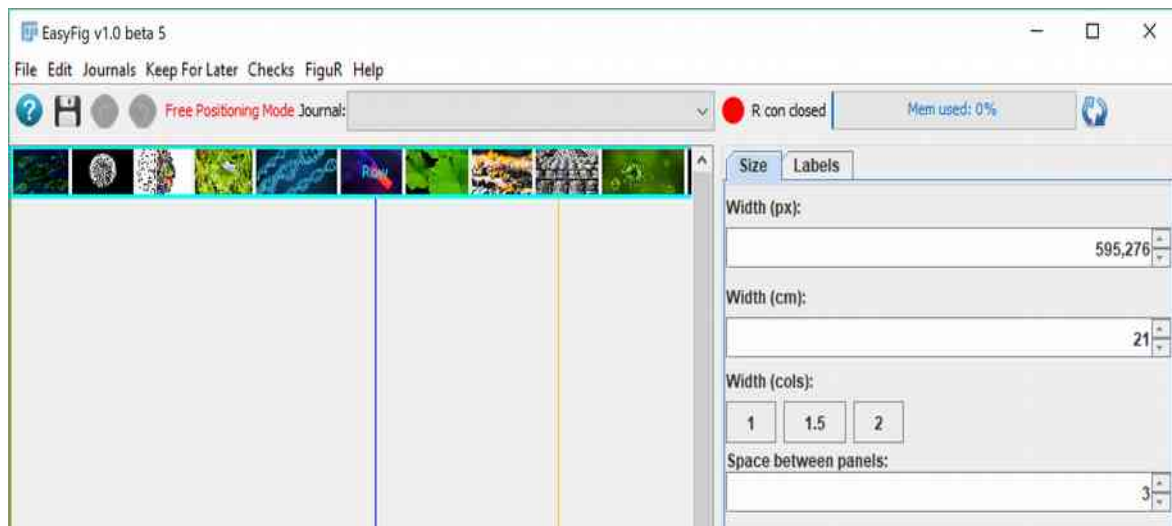 EasyFig v1.0 beta 5
File Edit Journals Keep For Later Checks FiguR Help
? Free Positioning Mode Journal: R con closed Mem used: 0%
Row
Size Labels
Width (px):
595,276
Width (cm):
21
Width (cols):
1 1.5 2
Space between panels:
3